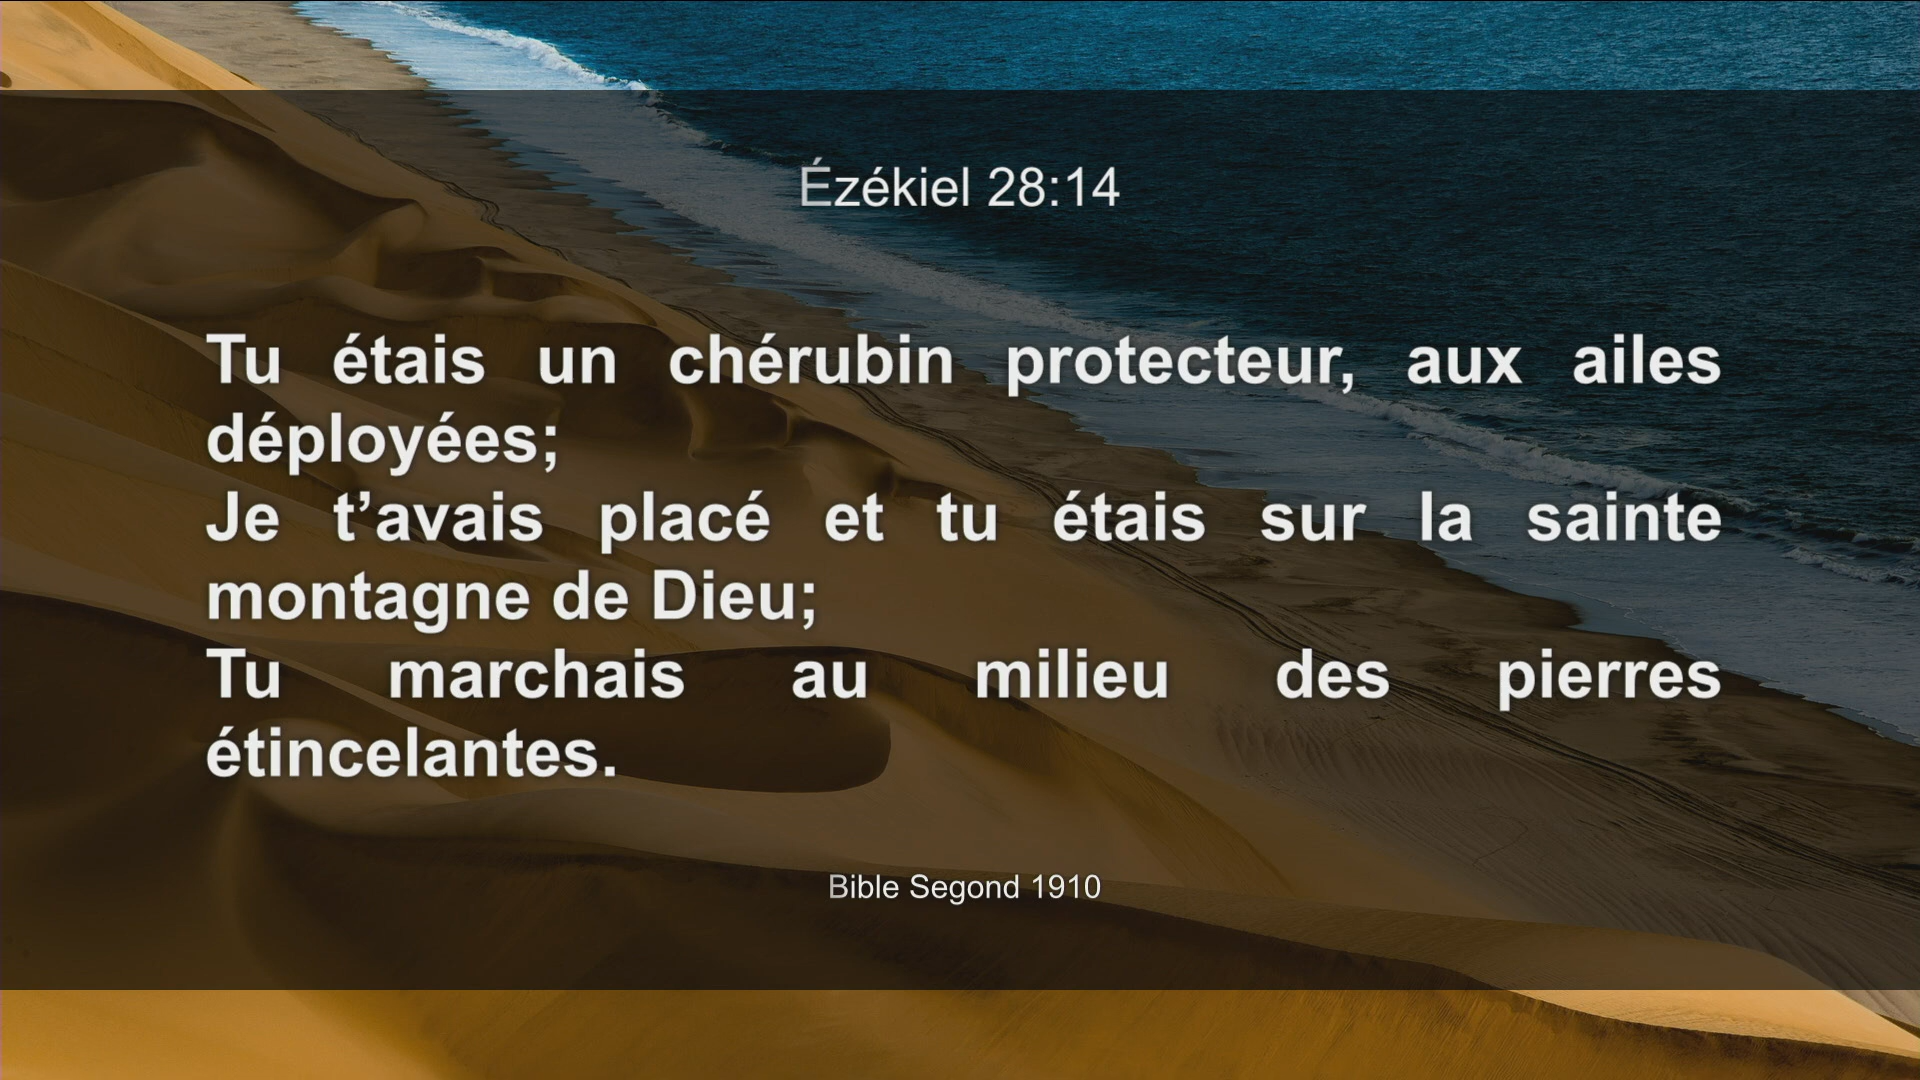 Ézékiel 28:14
Tu étais un chérubin protecteur, aux ailes
déployées;
Je t’avais placé et tu étais sur la sainte
montagne de Dieu;
Tu marchais au milieu des pierres
étincelantes.
Bible Segond 1910